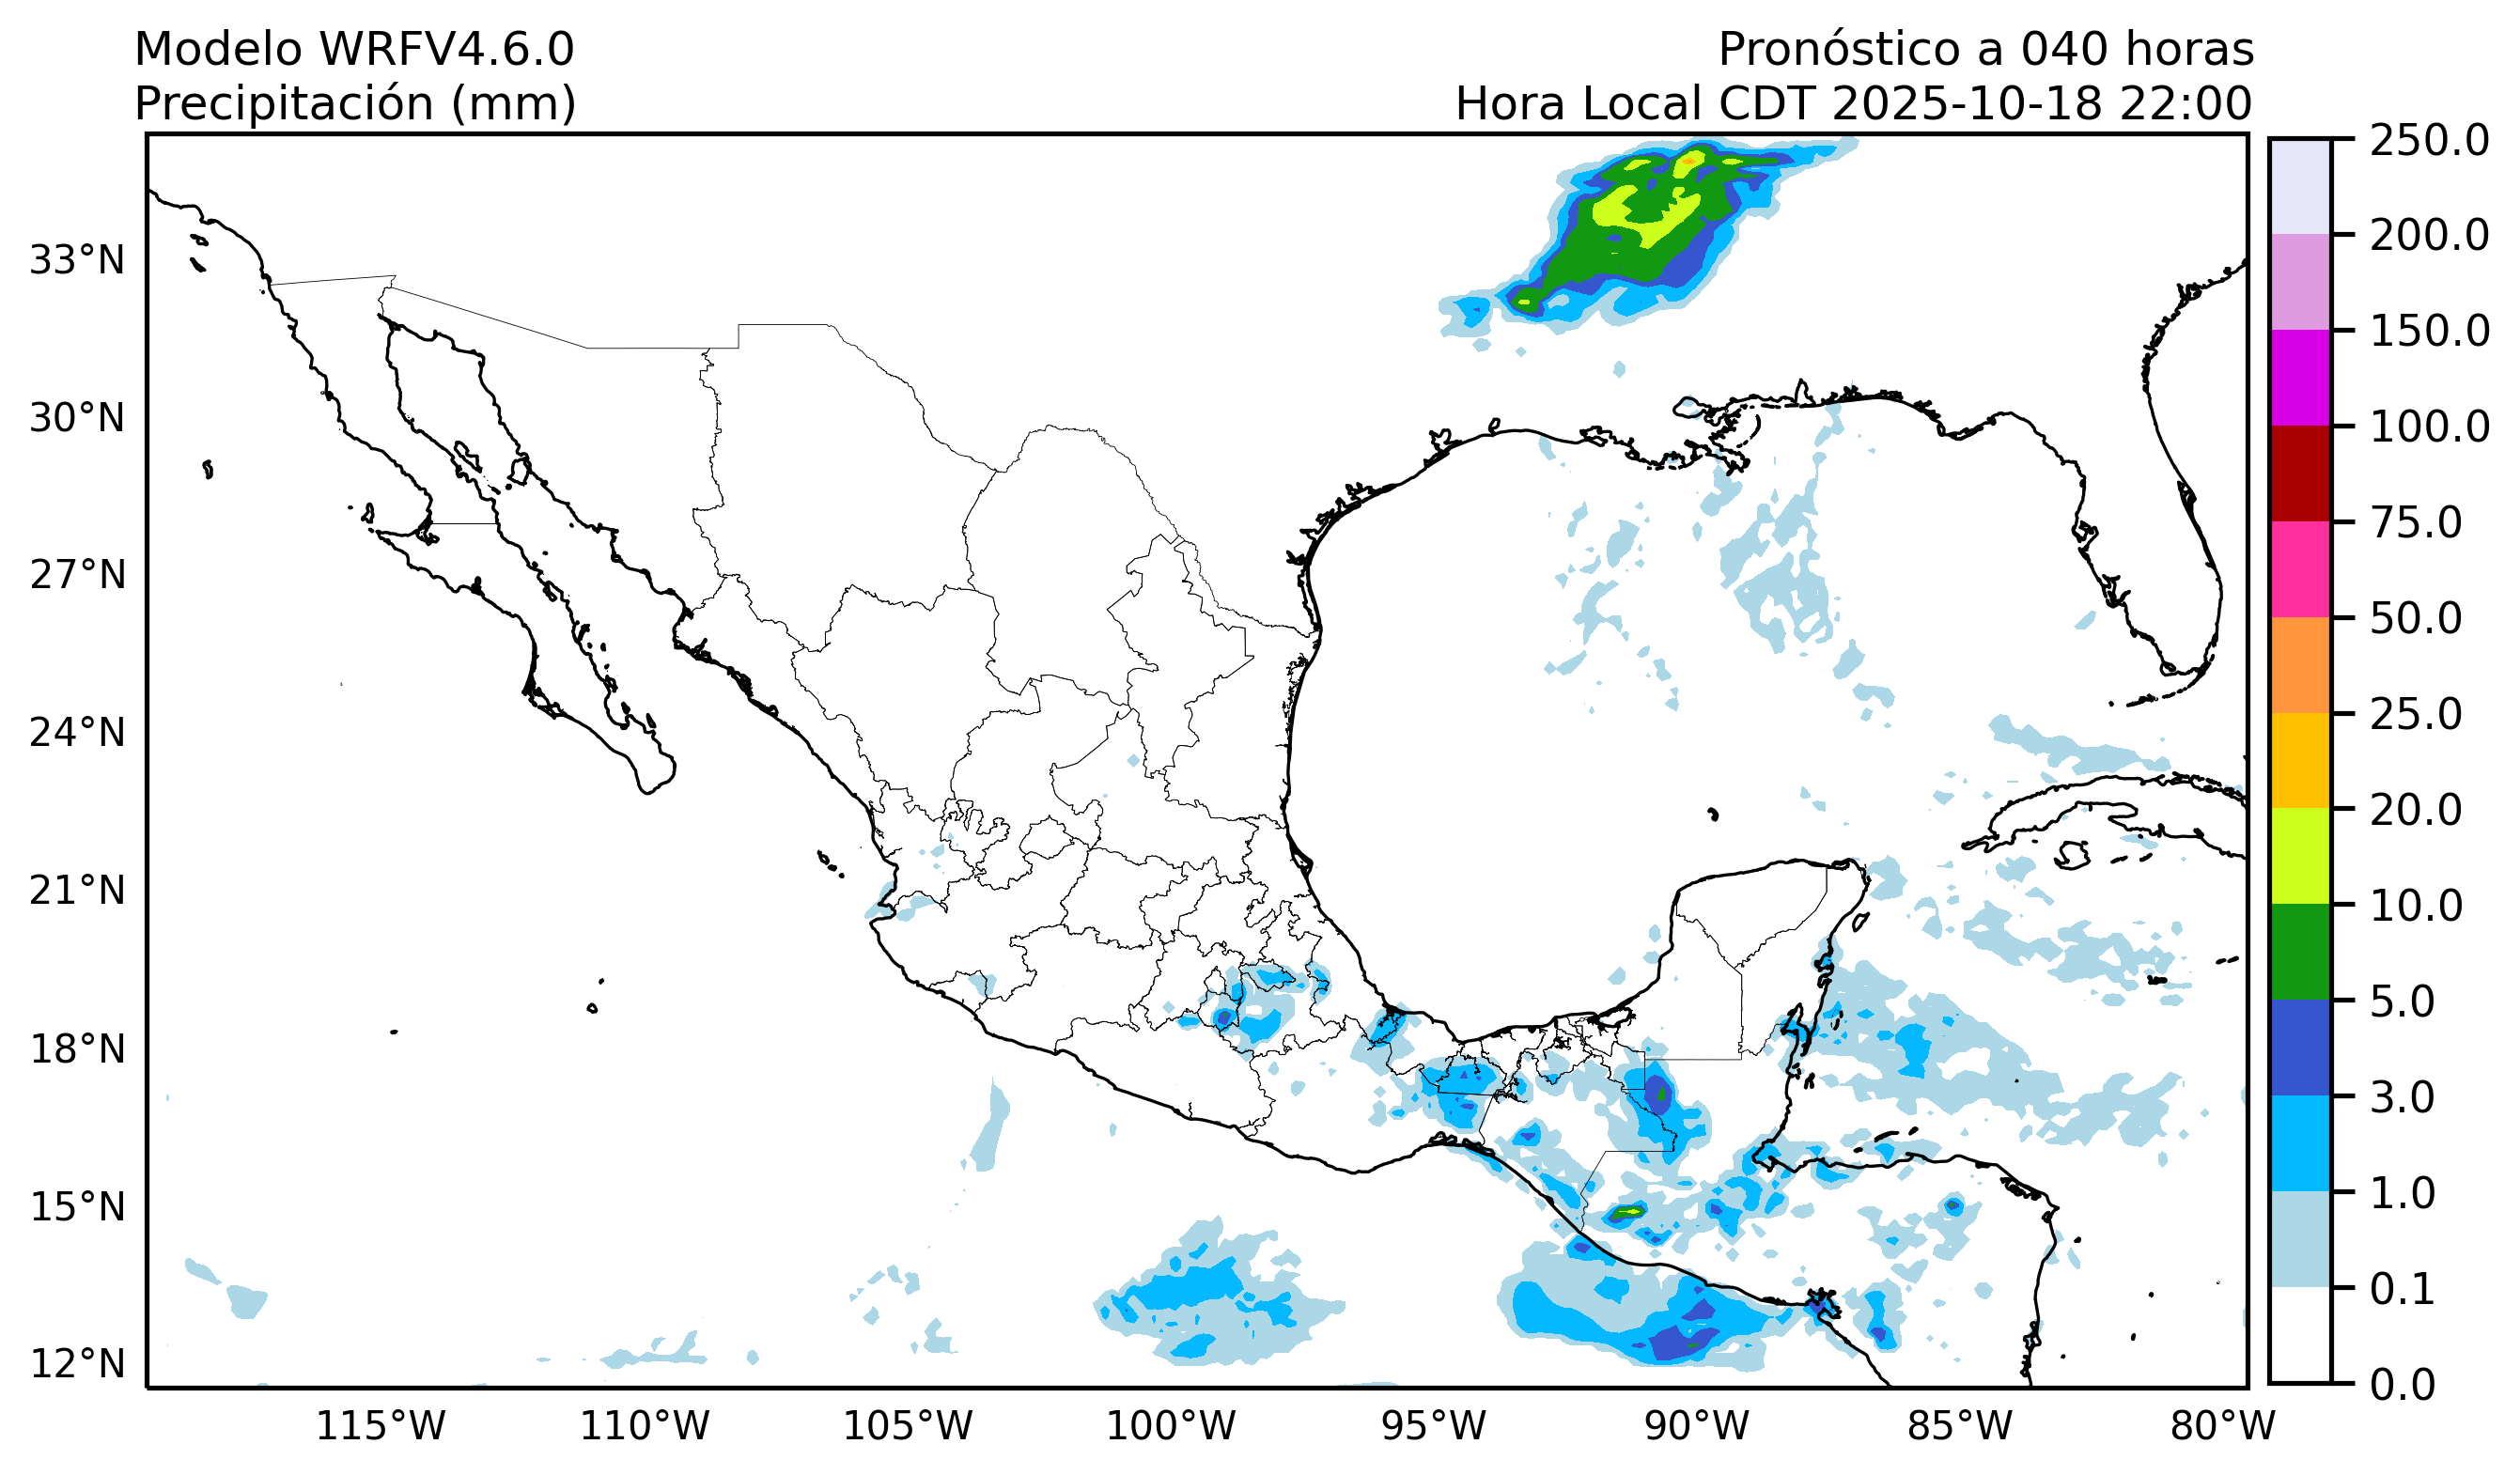 Modelo WRFV4.6.0
Precipitación (mm)
Pronóstico a 040 horas
Hora Local CDT 2025-10-18 22:00
33°N
30°N
27°N
24°N
21°N
18°N
15°N
12°N
115°W
110°W
105°W
100°W
95°W
90°W
85°W
80°W
250.0
200.0
150.0
100.0
75.0
50.0
25.0
20.0
10.0
5.0
3.0
1.0
0.1
0.0